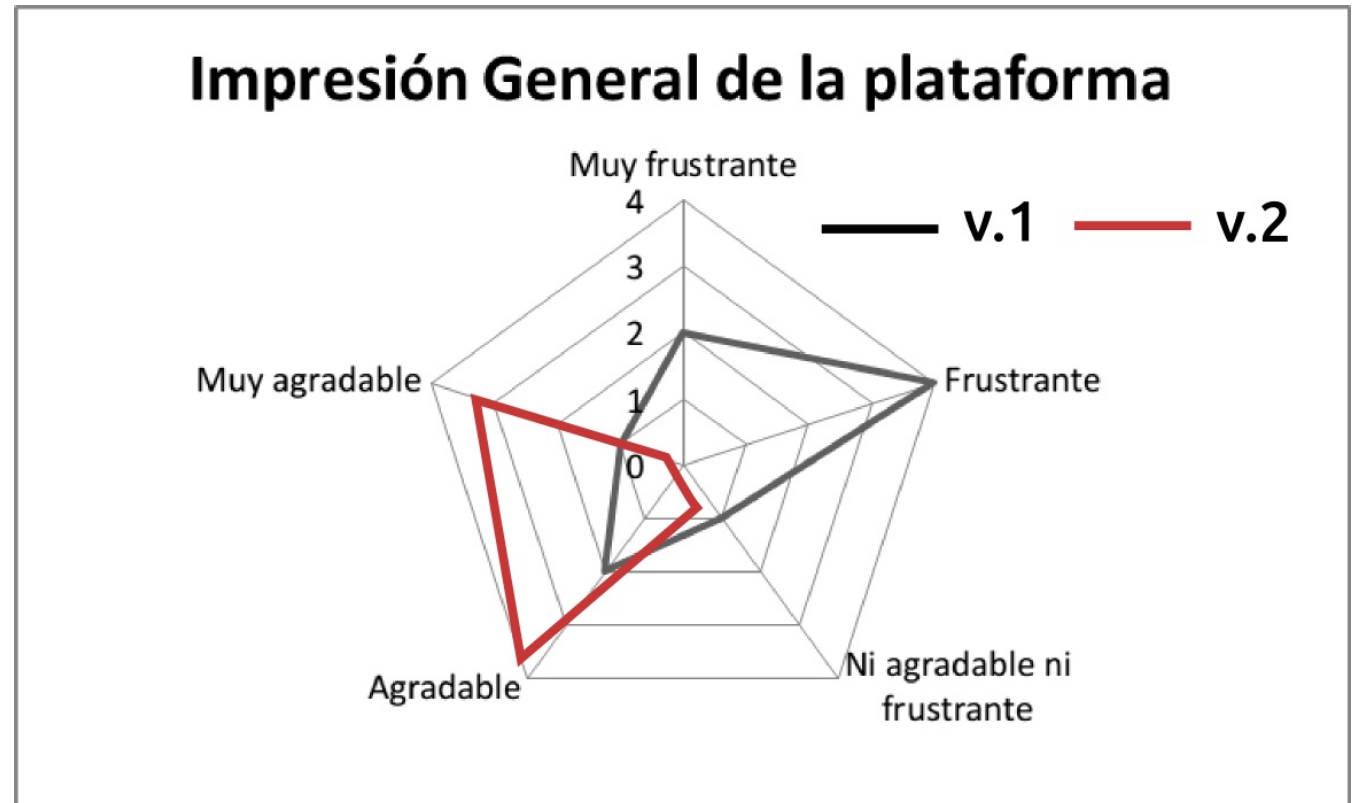 Impresión General de la plataforma
Muy frustrante
4
v.1
v.2
3
2
Muy agradable
Frustrante
1
0
Ni agradable ni
frustrante
Agradable